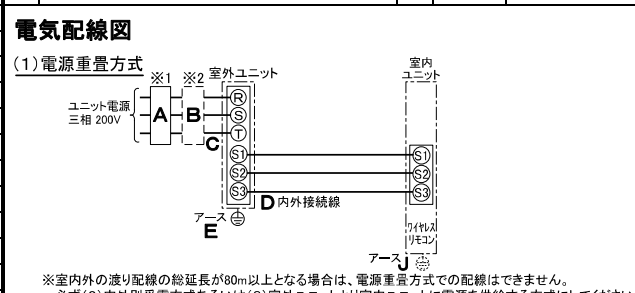 電気配線図
(1)電源重畳方式
※1 ※2 室外ユニット 室内
ユニット
ユニット電源
三相 200V
A B R
S
T
C
S1 S1
S2 S2
S3 S3
D 内外接続線
アース
E
ワイヤレス
リモコン
アース J
※室内外の渡り配線の総延長が80m以上となる場合は、電源重畳方式での配線はできません。